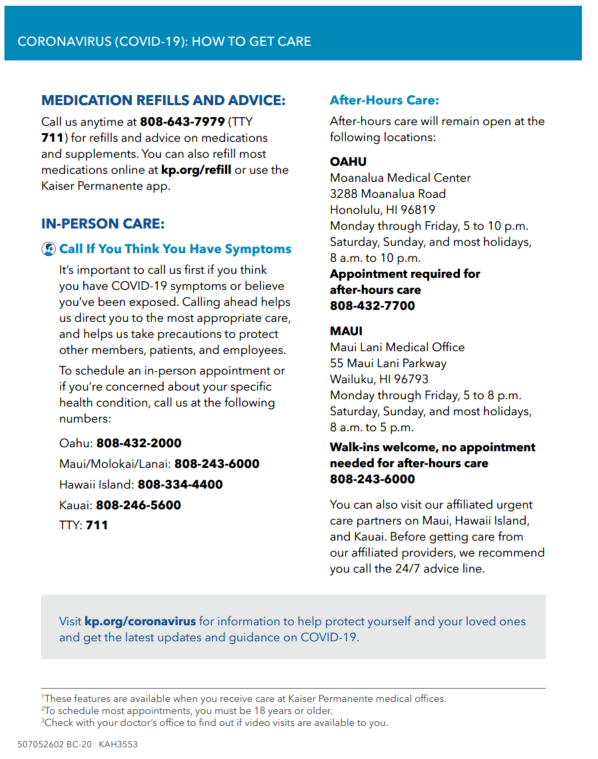 CORONAVIRUS (COVID-19): HOW TO GET CARE
MEDICATION REFILLS AND ADVICE:
Call us anytime at 808-643-7979 (TTY
711) for refills and advice on medications
and supplements. You can also refill most
medications online at kp.org/refill or use the
Kaiser Permanente app.
IN-PERSON CARE:
Call If You Think You Have Symptoms
It's important to call us first if you think
you have COVID-19 symptoms or believe
you've been exposed. Calling ahead helps
us direct you to the most appropriate care,
and helps us take precautions to protect
other members, patients, and employees.
To schedule an in-person appointment or
if you're concerned about your specific
health condition, call us at the following
numbers:
Oahu: 808-432-2000
Maui/Molokai/Lanai: 808-243-6000
Hawaii Island: 808-334-4400
Kauai: 808-246-5600
TTY: 711
After-Hours Care:
After-hours care will remain open at the
following locations:
OAHU
Moanalua Medical Center
3288 Moanalua Road
Honolulu, HI 96819
Monday through Friday, 5 to 10 p.m.
Saturday, Sunday, and most holidays,
8 a.m. to 10 p.m.
Appointment required for
after-hours care
808-432-7700
MAUI
Maui Lani Medical Office
55 Maui Lani Parkway
Wailuku, HI 96793
Monday through Friday, 5 to 8 p.m.
Saturday, Sunday, and most holidays,
8 a.m. to 5 p.m.
Walk-ins welcome, no appointment
needed for after-hours care
808-243-6000
You can also visit our affiliated urgent
care partners on Maui, Hawaii Island,
and Kauai. Before getting care from
our affiliated providers, we recommend
you call the 24/7 advice line.
Visit kp.org/coronavirus for information to help protect yourself and your loved ones
and get the latest updates and guidance on COVID-19.
¹These features are available when you receive care at Kaiser Permanente medical offices.
²To schedule most appointments, you must be 18 years or older.
³Check with your doctor's office to find out if video visits are available to you.
507052602 BC-20 KAH3553